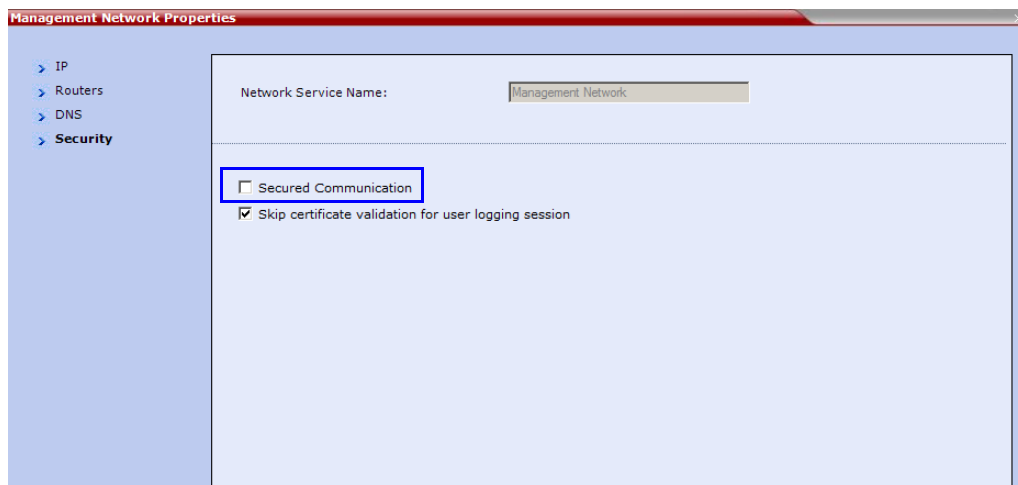 Management Network Properties
IP
Routers
DNS
Security
Network Service Name: Management Network
Secured Communication
Skip certificate validation for user logging session